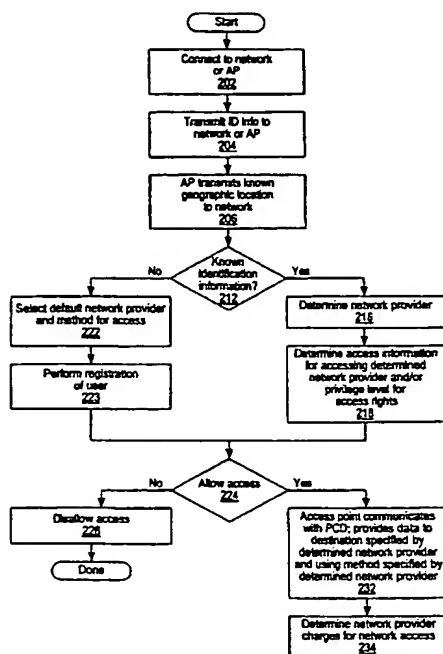 Start
Connect to network
or AP
202
Transmit ID info to
network or AP
204
AP transmits known
geographic location
to network
206
Known
identification
information?
212
No
Yes
Select default network provider
and method for access
222
Determine network provider
216
Perform registration
of user
223
Determine access information
for accessing determined
network provider and/or
privilege level for
access rights
218
Allow access
224
No
Yes
Disallow access
226
Done
Access point communicates
with PCD; provides data to
destination specified by
determined network provider
and using method specified by
determined network provider
232
Determine network provider
charges for network access
234